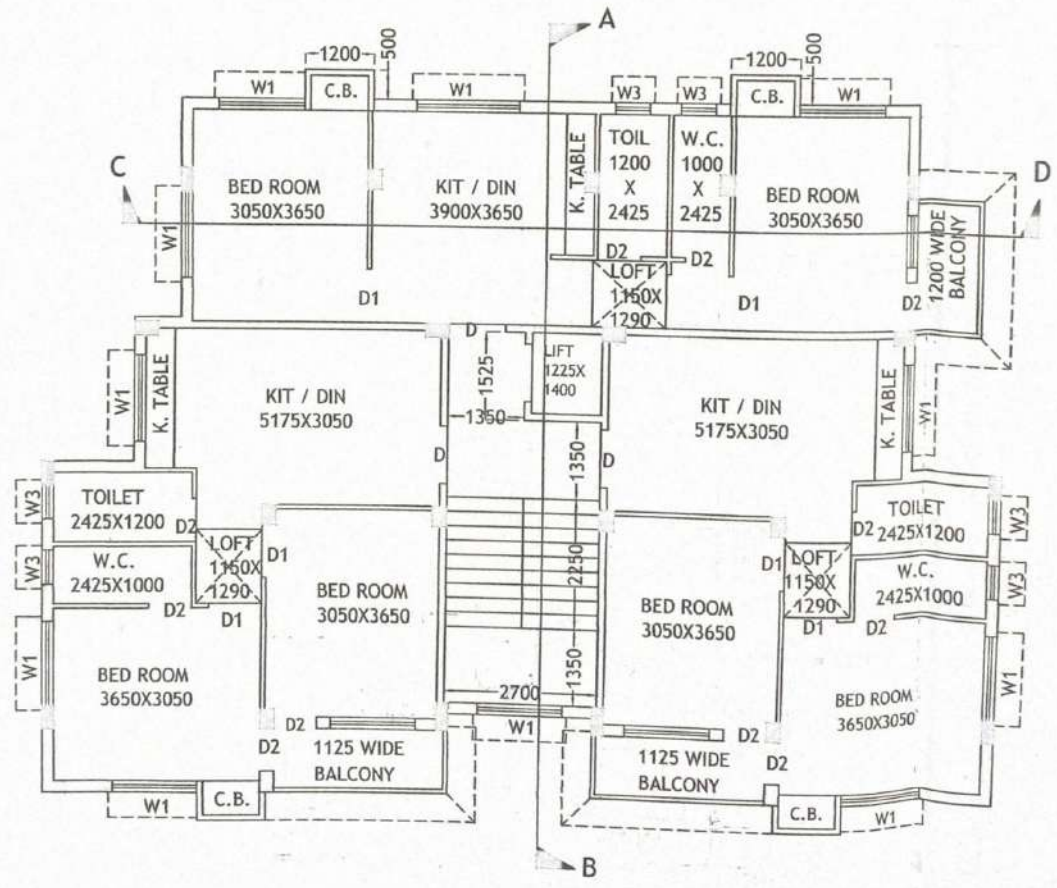 A
1200
500
1200
500
W1
C.B.
W1
W3
W3
C.B.
W1
C
D
BED ROOM
3050X3650
KIT / DIN
3900X3650
K. TABLE
TOIL
1200
X
2425
W.C.
1000
X
2425
BED ROOM
3050X3650
W1
1200 WIDE
BALCONY
D2
D2
D1
LOFT
1150X
1290
D1
D2
D
W1
K. TABLE
KIT / DIN
5175X3050
1525
1350
LIFT
1225X
1400
KIT / DIN
5175X3050
K. TABLE
W1
D
1350
D
W3
TOILET
2425X1200
D2
TOILET
2425X1200
D2
W3
W3
W.C.
2425X1000
LOFT
1150X
1290
D1
2250
D1
LOFT
1150X
1290
W.C.
2425X1000
W3
D2
D1
BED ROOM
3050X3650
BED ROOM
3050X3650
D1
D2
W1
BED ROOM
3650X3050
1350
BED ROOM
3650X3050
W1
2700
D2
D2
W1
D2
D2
1125 WIDE
BALCONY
1125 WIDE
BALCONY
W1
C.B.
C.B.
W1
B